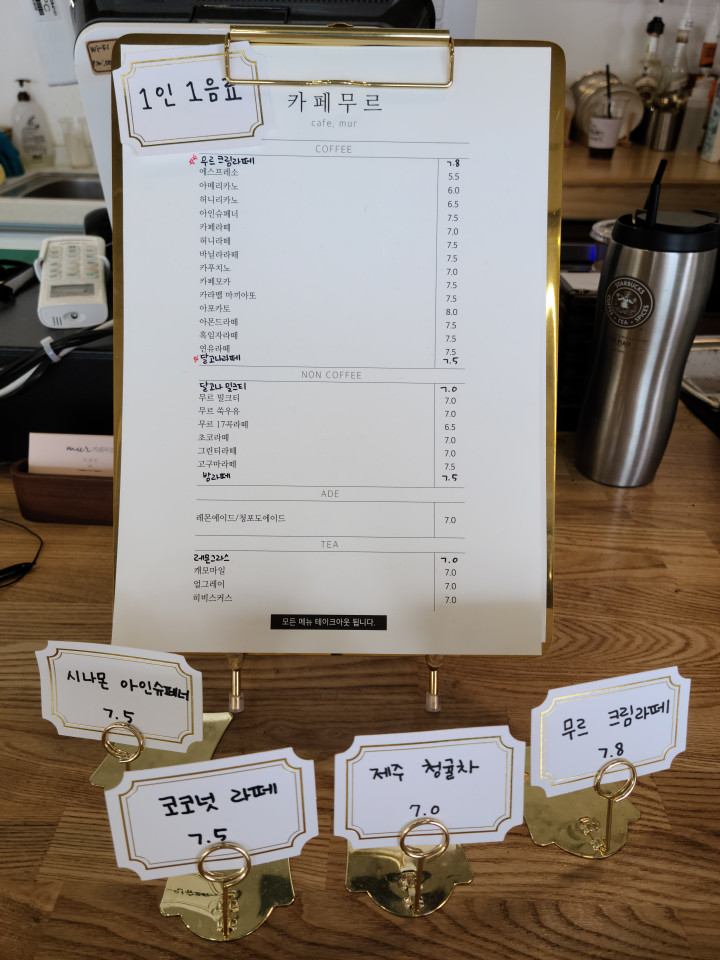 Wi-Fi
1인 1음료
카페무르
cafe, mur
COFFEE
무르 크림라떼 7.8
에스프레소 5.5
아메리카노 6.0
허니리카노 6.5
아인슈페너 7.5
카페라떼 7.0
허니라떼 7.5
바닐라라떼 7.5
카푸치노 7.0
카페모카 7.5
카라멜 마끼아또 7.5
아포카토 8.0
아몬드라떼 7.5
흑임자라떼 7.5
연유라떼 7.5
달고나라떼 7.5
NON COFFEE
달고나 밀크티 7.0
무르 밀크티 7.0
무르 쑥우유 7.0
무르 17곡라떼 6.5
초코라떼 7.0
그린티라떼 7.0
고구마라떼 7.5
밤라떼 7.5
ADE
레몬에이드/청포도에이드 7.0
TEA
레몬그라스 7.0
캐모마일 7.0
얼그레이 7.0
히비스커스 7.0
모든 메뉴 테이크아웃 됩니다.
STARBUCKS
COFFEE • TEA • SPICES
시나몬 아인슈페너
7.5
코코넛 라떼
7.5
제주 청귤차
7.0
무르 크림라떼
7.8